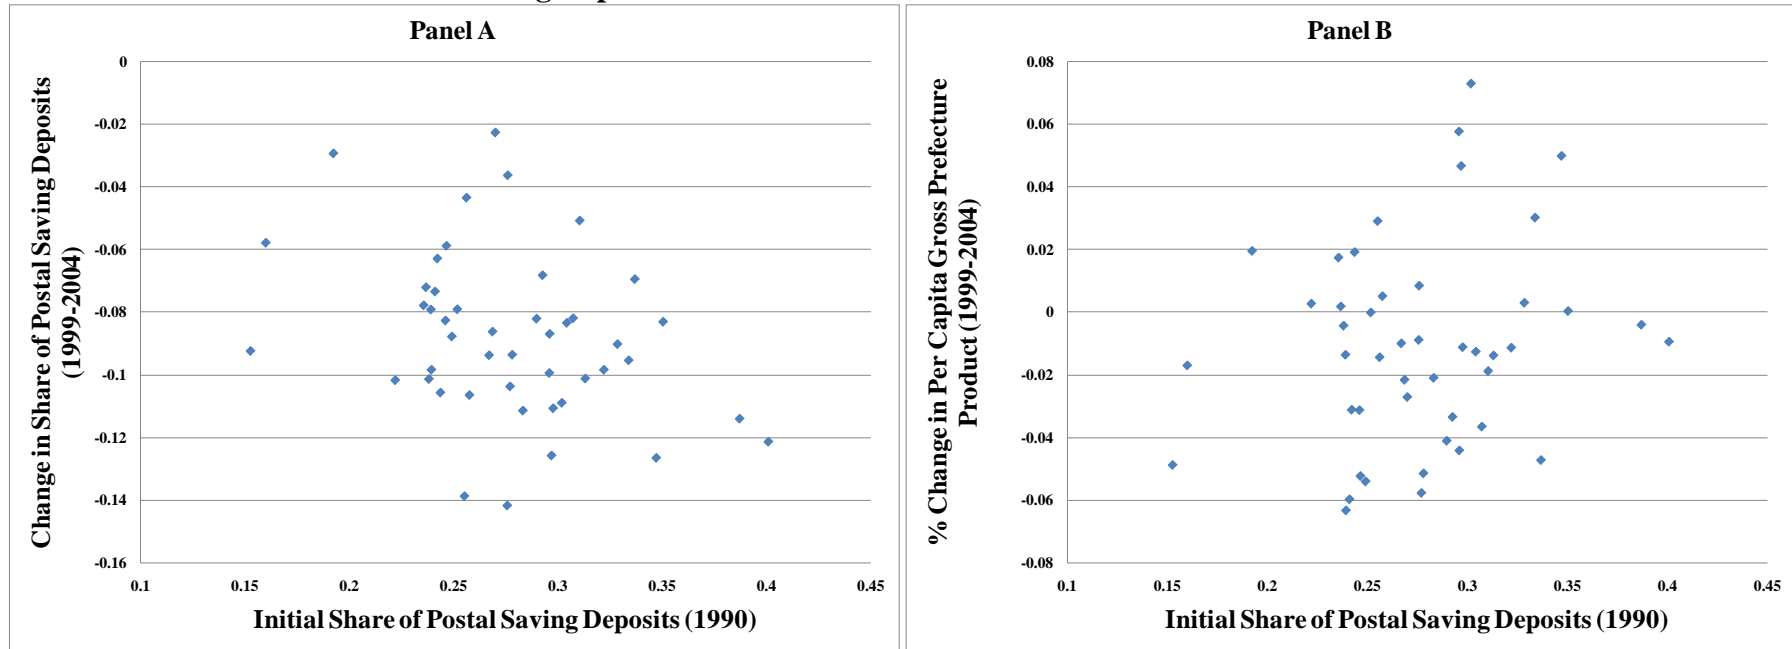 Panel A
Change in Share of Postal Saving Deposits
(1999-2004)
0
-0.02
-0.04
-0.06
-0.08
-0.1
-0.12
-0.14
-0.16
0.1 0.15 0.2 0.25 0.3 0.35 0.4 0.45
Initial Share of Postal Saving Deposits (1990)
Panel B
% Change in Per Capita Gross Prefecture
Product (1999-2004)
0.08
0.06
0.04
0.02
0
-0.02
-0.04
-0.06
-0.08
0.1 0.15 0.2 0.25 0.3 0.35 0.4 0.45
Initial Share of Postal Saving Deposits (1990)